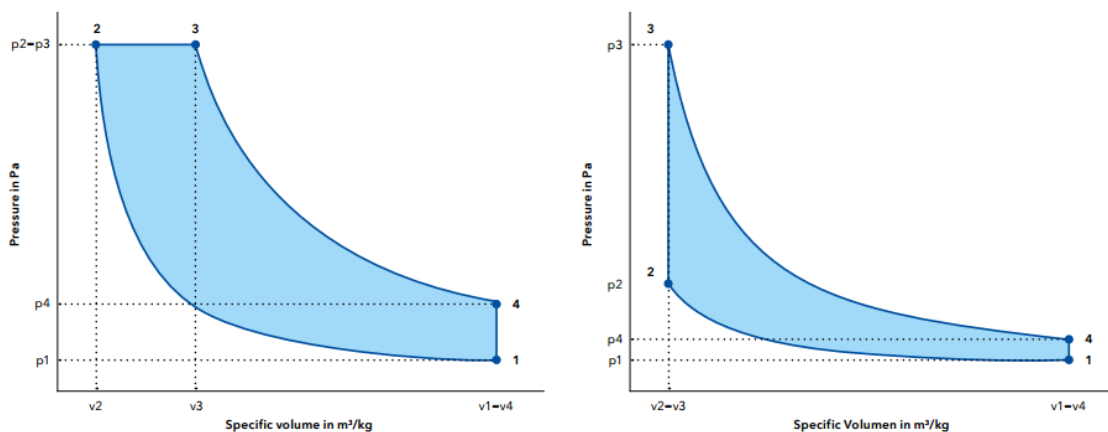 2
3
p2=p3
Pressure in Pa
p4
4
p1
1
v2
v3
v1=v4
Specific volume in m³/kg
3
p3
Pressure in Pa
2
p2
p4
4
p1
1
v2=v3
v1=v4
Specific Volumen in m³/kg